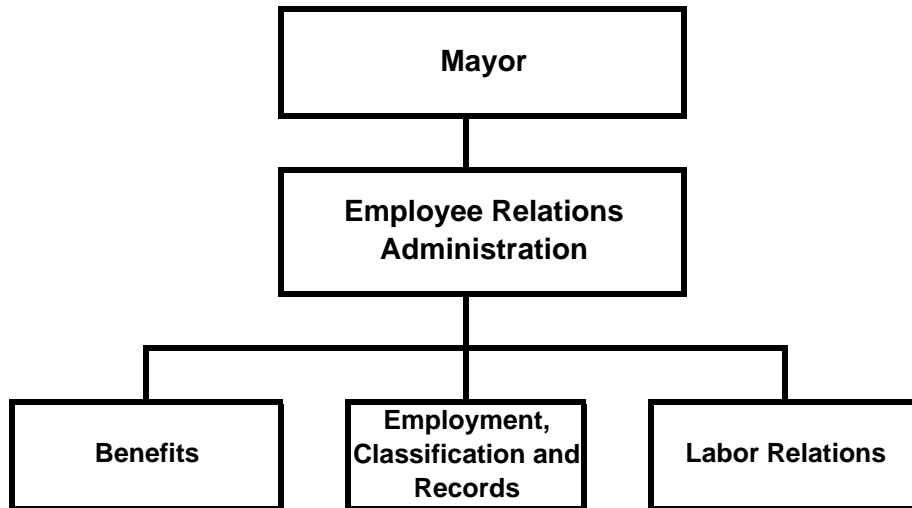 Mayor
Employee Relations
Administration
Benefits
Employment,
Classification and
Records
Labor Relations